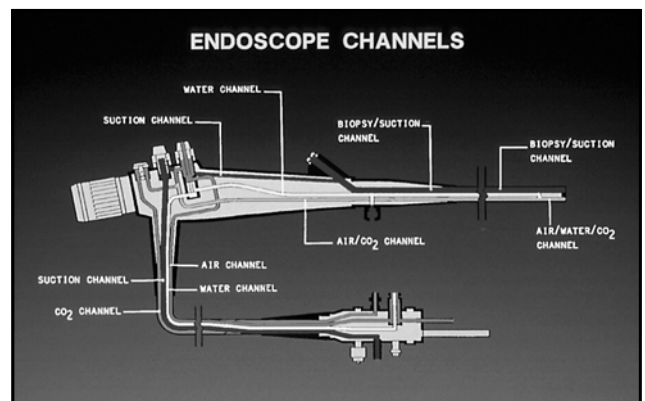 ENDOSCOPE CHANNELS
WATER CHANNEL
SUCTION CHANNEL
BIOPSY/SUCTION
CHANNEL
BIOPSY/SUCTION
CHANNEL
AIR/CO2 CHANNEL
AIR/WATER/CO2
CHANNEL
AIR CHANNEL
SUCTION CHANNEL
WATER CHANNEL
CO2 CHANNEL